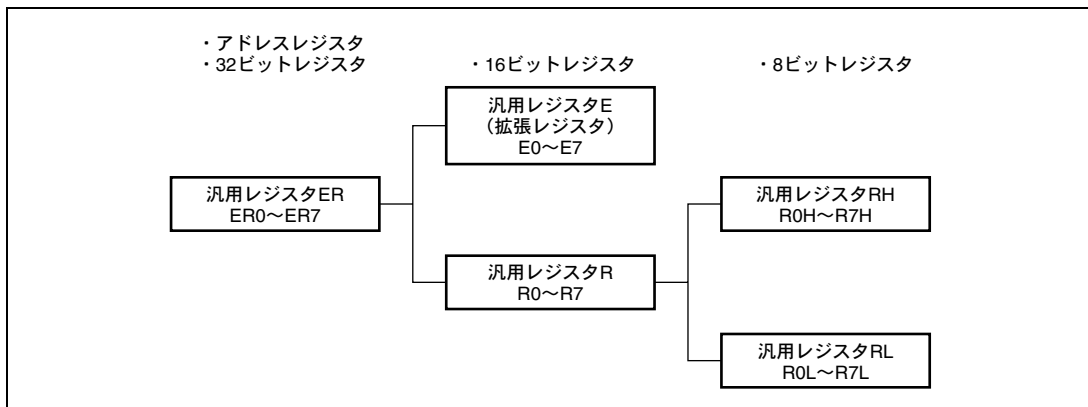 ・アドレスレジスタ
・32ビットレジスタ
・16ビットレジスタ
・8ビットレジスタ
汎用レジスタE
（拡張レジスタ）
E0～E7
汎用レジスタER
ER0～ER7
汎用レジスタRH
R0H～R7H
汎用レジスタR
R0～R7
汎用レジスタRL
R0L～R7L